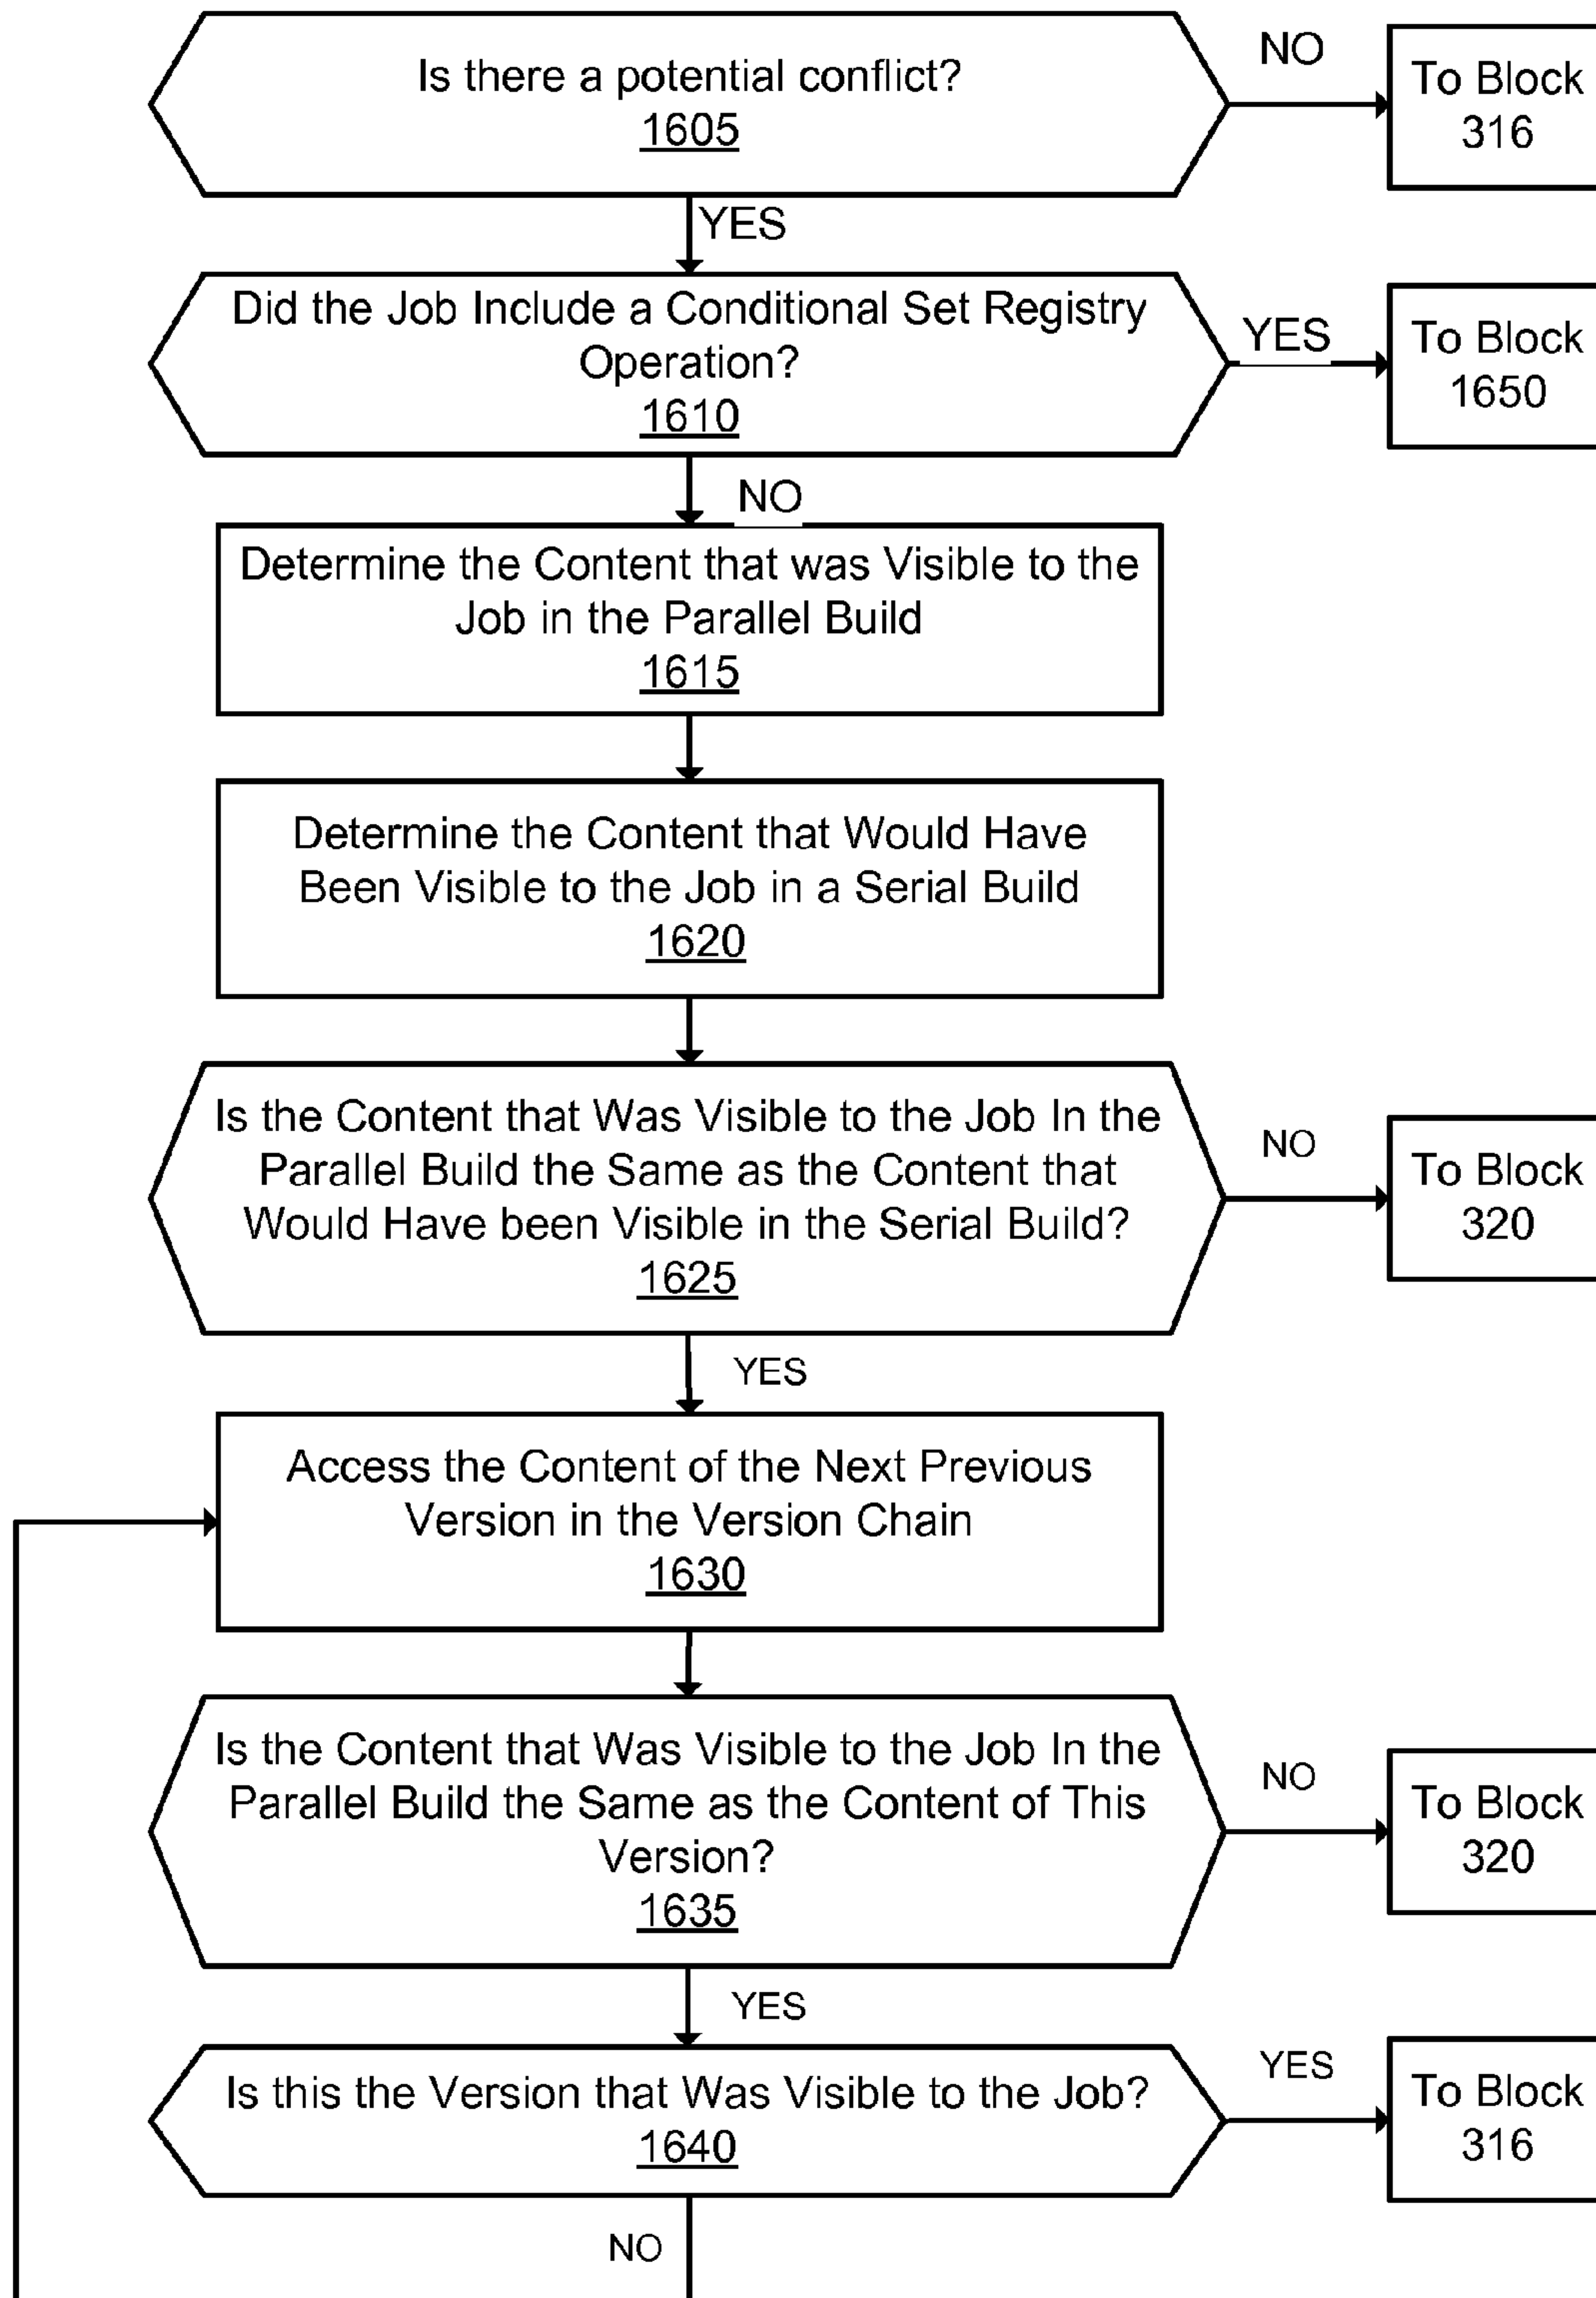 Is there a potential conflict?
1605
NO
To Block
316
YES
Did the Job Include a Conditional Set Registry
Operation?
1610
YES
To Block
1650
NO
Determine the Content that was Visible to the
Job in the Parallel Build
1615
Determine the Content that Would Have
Been Visible to the Job in a Serial Build
1620
Is the Content that Was Visible to the Job In the
Parallel Build the Same as the Content that
Would Have been Visible in the Serial Build?
1625
NO
To Block
320
YES
Access the Content of the Next Previous
Version in the Version Chain
1630
Is the Content that Was Visible to the Job In the
Parallel Build the Same as the Content of This
Version?
1635
NO
To Block
320
YES
Is this the Version that Was Visible to the Job?
1640
YES
To Block
316
NO